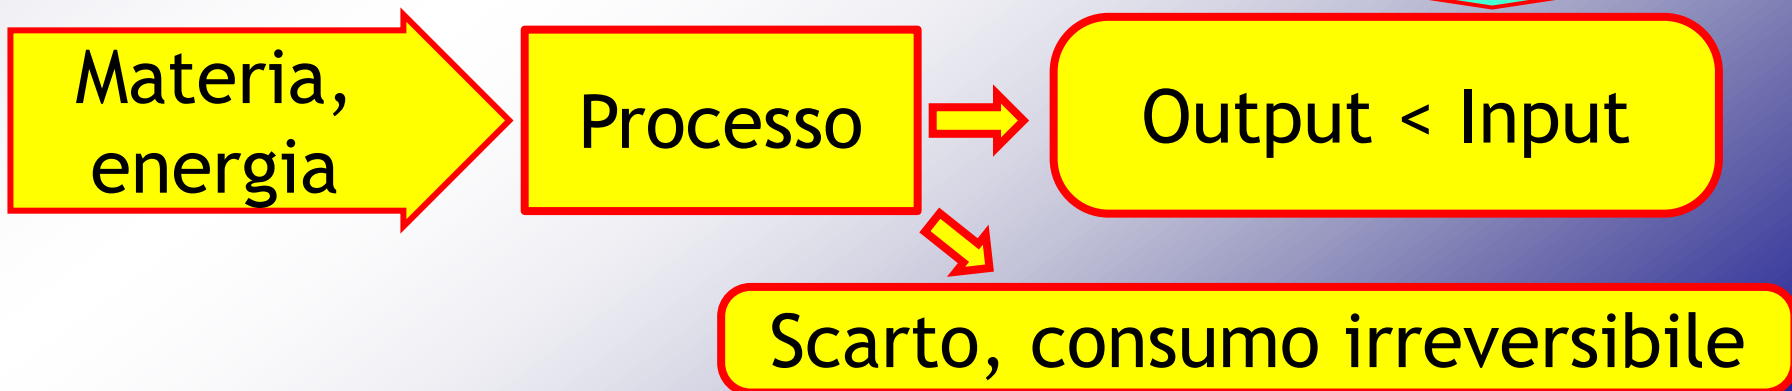 Materia,
energia
Processo
Output < Input
Scarto, consumo irreversibile